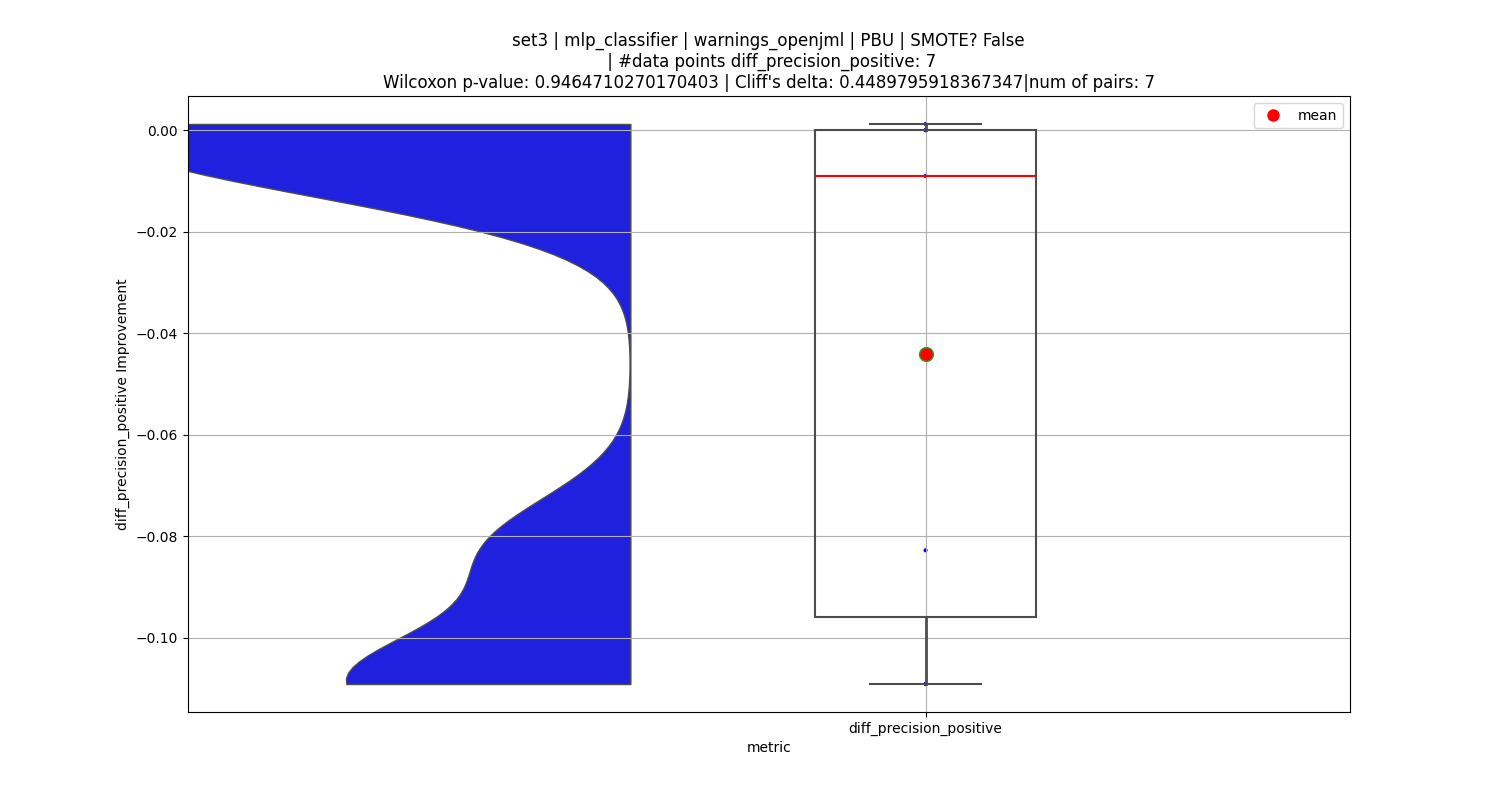 set3 | mlp_classifier | warnings_openjml | PBU | SMOTE? False
| #data points diff_precision_positive: 7
Wilcoxon p-value: 0.9464710270170403 | Cliff's delta: 0.4489795918367347|num of pairs: 7
mean
0.00
−0.02
−0.04
−0.06
−0.08
−0.10
diff_precision_positive Improvement
diff_precision_positive
metric